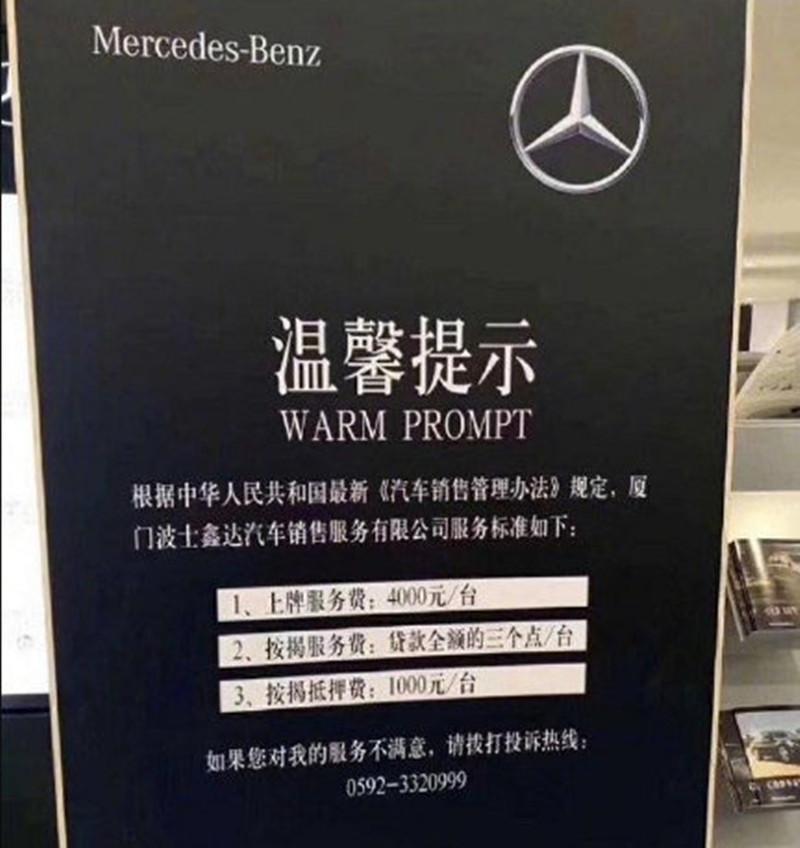 Mercedes-Benz
温馨提示
WARM PROMPT
根据中华人民共和国最新《汽车销售管理办法》规定，厦
门波士鑫达汽车销售服务有限公司服务标准如下：
1、上牌服务费：4000元/台
2、按揭服务费：贷款全额的三个点/台
3、按揭抵押费：1000元/台
如果您对我的服务不满意，请拨打投诉热线：
0592-3320999